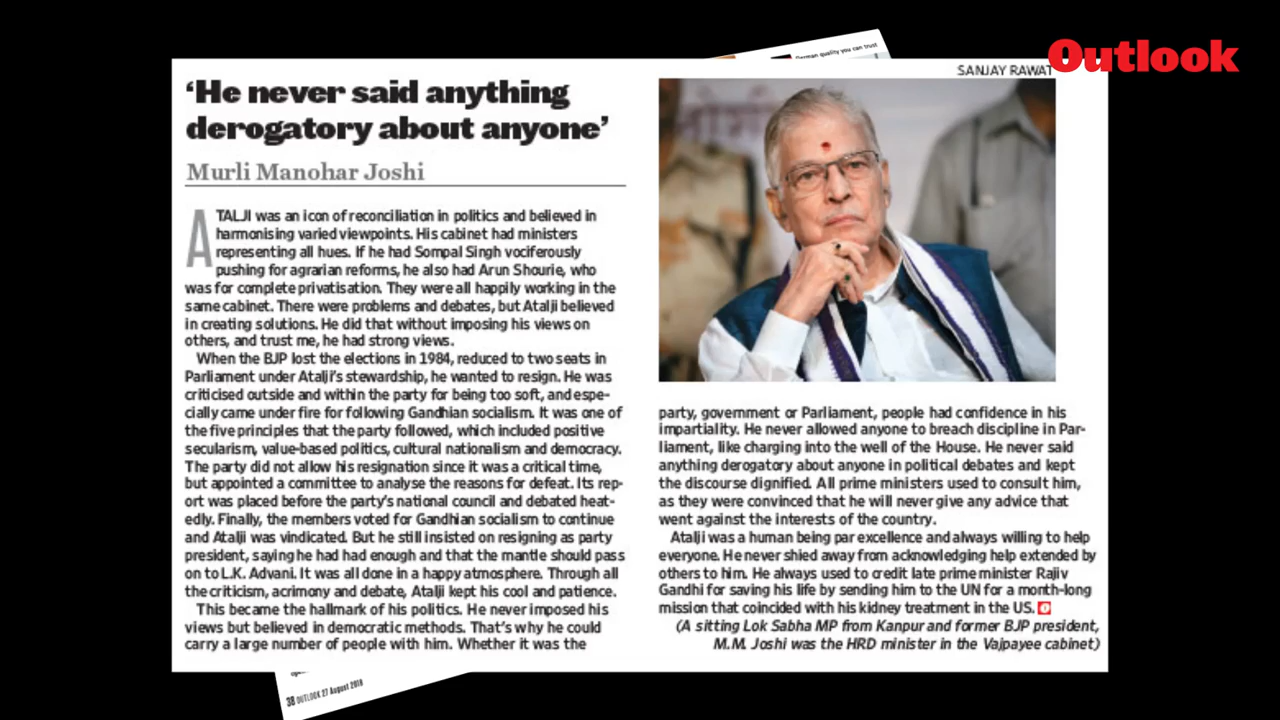 German quality you can trust
Outlook
SANJAY RAWAT
‘He never said anything
derogatory about anyone’
Murli Manohar Joshi
ATALJI was an icon of reconciliation in politics and believed in
harmonising varied viewpoints. His cabinet had ministers
representing all hues. If he had Sompal Singh vociferously
pushing for agrarian reforms, he also had Arun Shourie, who
was for complete privatisation. They were all happily working in the
same cabinet. There were problems and debates, but Atalji believed
in creating solutions. He did that without imposing his views on
others, and trust me, he had strong views.
When the BJP lost the elections in 1984, reduced to two seats in
Parliament under Atalji’s stewardship, he wanted to resign. He was
criticised outside and within the party for being too soft, and espe-
cially came under fire for following Gandhian socialism. It was one of
the five principles that the party followed, which included positive
secularism, value-based politics, cultural nationalism and democracy.
The party did not allow his resignation since it was a critical time,
but appointed a committee to analyse the reasons for defeat. Its rep-
ort was placed before the party’s national council and debated heat-
edly. Finally, the members voted for Gandhian socialism to continue
and Atalji was vindicated. But he still insisted on resigning as party
president, saying he had had enough and that the mantle should pass
on to L.K. Advani. It was all done in a happy atmosphere. Through all
the criticism, acrimony and debate, Atalji kept his cool and patience.
This became the hallmark of his politics. He never imposed his
views but believed in democratic methods. That’s why he could
carry a large number of people with him. Whether it was the
party, government or Parliament, people had confidence in his
impartiality. He never allowed anyone to breach discipline in Par-
liament, like charging into the well of the House. He never said
anything derogatory about anyone in political debates and kept
the discourse dignified. All prime ministers used to consult him,
as they were convinced that he will never give any advice that
went against the interests of the country.
Atalji was a human being par excellence and always willing to help
everyone. He never shied away from acknowledging help extended by
others to him. He always used to credit late prime minister Rajiv
Gandhi for saving his life by sending him to the UN for a month-long
mission that coincided with his kidney treatment in the US.
(A sitting Lok Sabha MP from Kanpur and former BJP president,
M.M. Joshi was the HRD minister in the Vajpayee cabinet)
38 OUTLOOK 27 August 2018